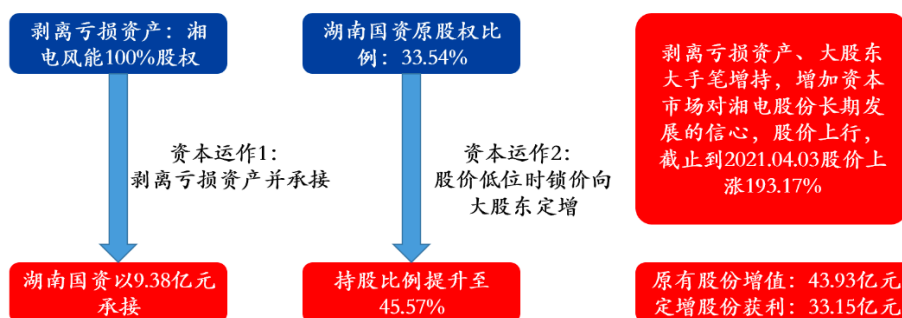 剥离亏损资产：湘
电风能100%股权
湖南国资原股权比
例：33.54%
剥离亏损资产、大股东
大手笔增持，增加资本
市场对湘电股份长期发
展的信心，股价上行，
截止到2021.04.03股价上
涨193.17%
资本运作1：
剥离亏损资产并承接
资本运作2：
股价低位时锁价向
大股东定增
湖南国资以9.38亿元
承接
持股比例提升至
45.57%
原有股份增值：43.93亿元
定增股份获利：33.15亿元